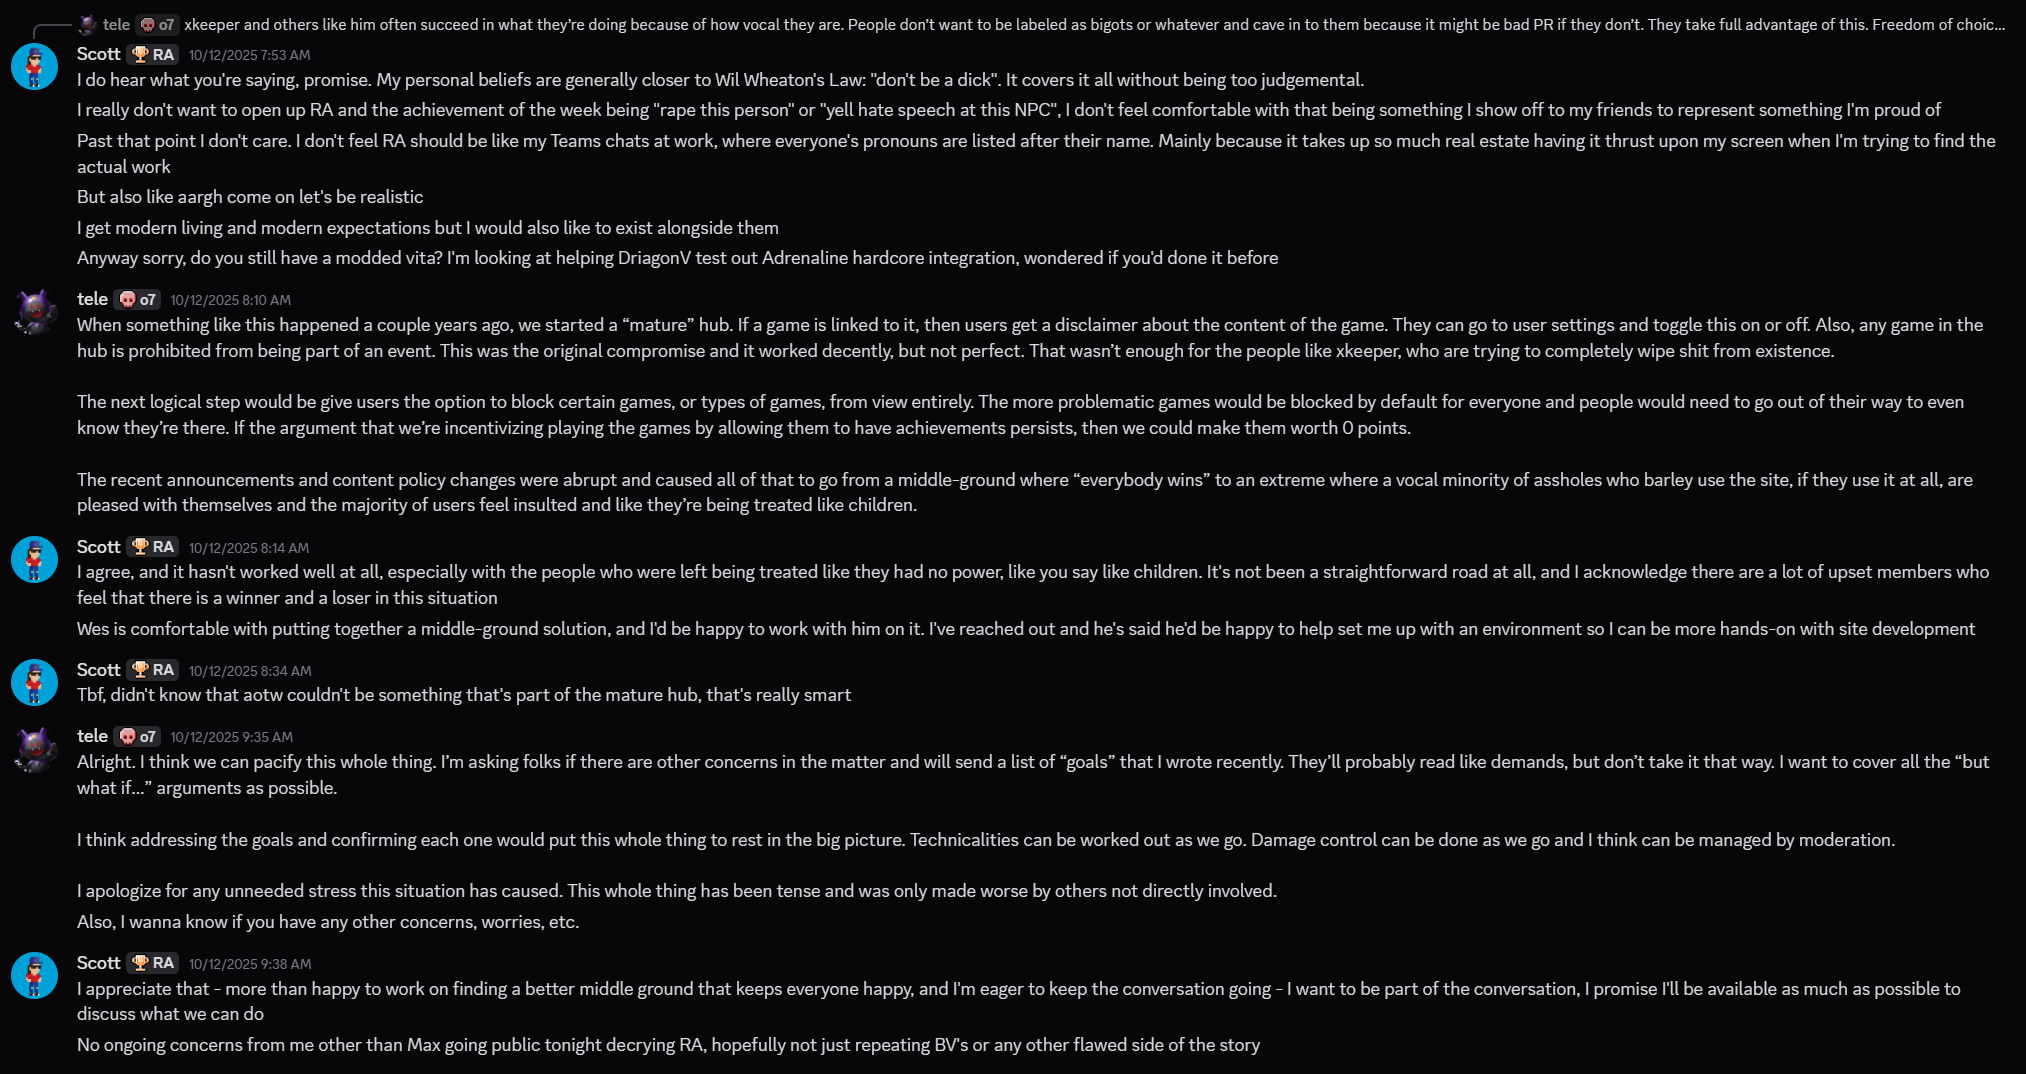 tele o7 xkeeper and others like him often succeed in what they’re doing because of how vocal they are. People don’t want to be labeled as bigots or whatever and cave in to them because it might be bad PR if they don’t. They take full advantage of this. Freedom of choic...
Scott RA 10/12/2025 7:53 AM
I do hear what you're saying, promise. My personal beliefs are generally closer to Wil Wheaton's Law: "don't be a dick". It covers it all without being too judgemental.
I really don't want to open up RA and the achievement of the week being "rape this person" or "yell hate speech at this NPC", I don't feel comfortable with that being something I show off to my friends to represent something I'm proud of
Past that point I don't care. I don't feel RA should be like my Teams chats at work, where everyone's pronouns are listed after their name. Mainly because it takes up so much real estate having it thrust upon my screen when I'm trying to find the
actual work
But also like aargh come on let's be realistic
I get modern living and modern expectations but I would also like to exist alongside them
Anyway sorry, do you still have a modded vita? I'm looking at helping DriagonV test out Adrenaline hardcore integration, wondered if you'd done it before
tele o7 10/12/2025 8:10 AM
When something like this happened a couple years ago, we started a “mature” hub. If a game is linked to it, then users get a disclaimer about the content of the game. They can go to user settings and toggle this on or off. Also, any game in the
hub is prohibited from being part of an event. This was the original compromise and it worked decently, but not perfect. That wasn’t enough for the people like xkeeper, who are trying to completely wipe shit from existence.
The next logical step would be give users the option to block certain games, or types of games, from view entirely. The more problematic games would be blocked by default for everyone and people would need to go out of their way to even
know they’re there. If the argument that we’re incentivizing playing the games by allowing them to have achievements persists, then we could make them worth 0 points.
The recent announcements and content policy changes were abrupt and caused all of that to go from a middle-ground where “everybody wins” to an extreme where a vocal minority of assholes who barley use the site, if they use it at all, are
pleased with themselves and the majority of users feel insulted and like they’re being treated like children.
Scott RA 10/12/2025 8:14 AM
I agree, and it hasn't worked well at all, especially with the people who were left being treated like they had no power, like you say like children. It's not been a straightforward road at all, and I acknowledge there are a lot of upset members who
feel that there is a winner and a loser in this situation
Wes is comfortable with putting together a middle-ground solution, and I'd be happy to work with him on it. I've reached out and he's said he'd be happy to help set me up with an environment so I can be more hands-on with site development
Scott RA 10/12/2025 8:34 AM
Tbf, didn't know that aotw couldn't be something that's part of the mature hub, that's really smart
tele o7 10/12/2025 9:35 AM
Alright. I think we can pacify this whole thing. I’m asking folks if there are other concerns in the matter and will send a list of “goals” that I wrote recently. They’ll probably read like demands, but don’t take it that way. I want to cover all the “but
what if...” arguments as possible.
I think addressing the goals and confirming each one would put this whole thing to rest in the big picture. Technicalities can be worked out as we go. Damage control can be done as we go and I think can be managed by moderation.
I apologize for any unneeded stress this situation has caused. This whole thing has been tense and was only made worse by others not directly involved.
Also, I wanna know if you have any other concerns, worries, etc.
Scott RA 10/12/2025 9:38 AM
I appreciate that - more than happy to work on finding a better middle ground that keeps everyone happy, and I'm eager to keep the conversation going - I want to be part of the conversation, I promise I'll be available as much as possible to
discuss what we can do
No ongoing concerns from me other than Max going public tonight decrying RA, hopefully not just repeating BV's or any other flawed side of the story